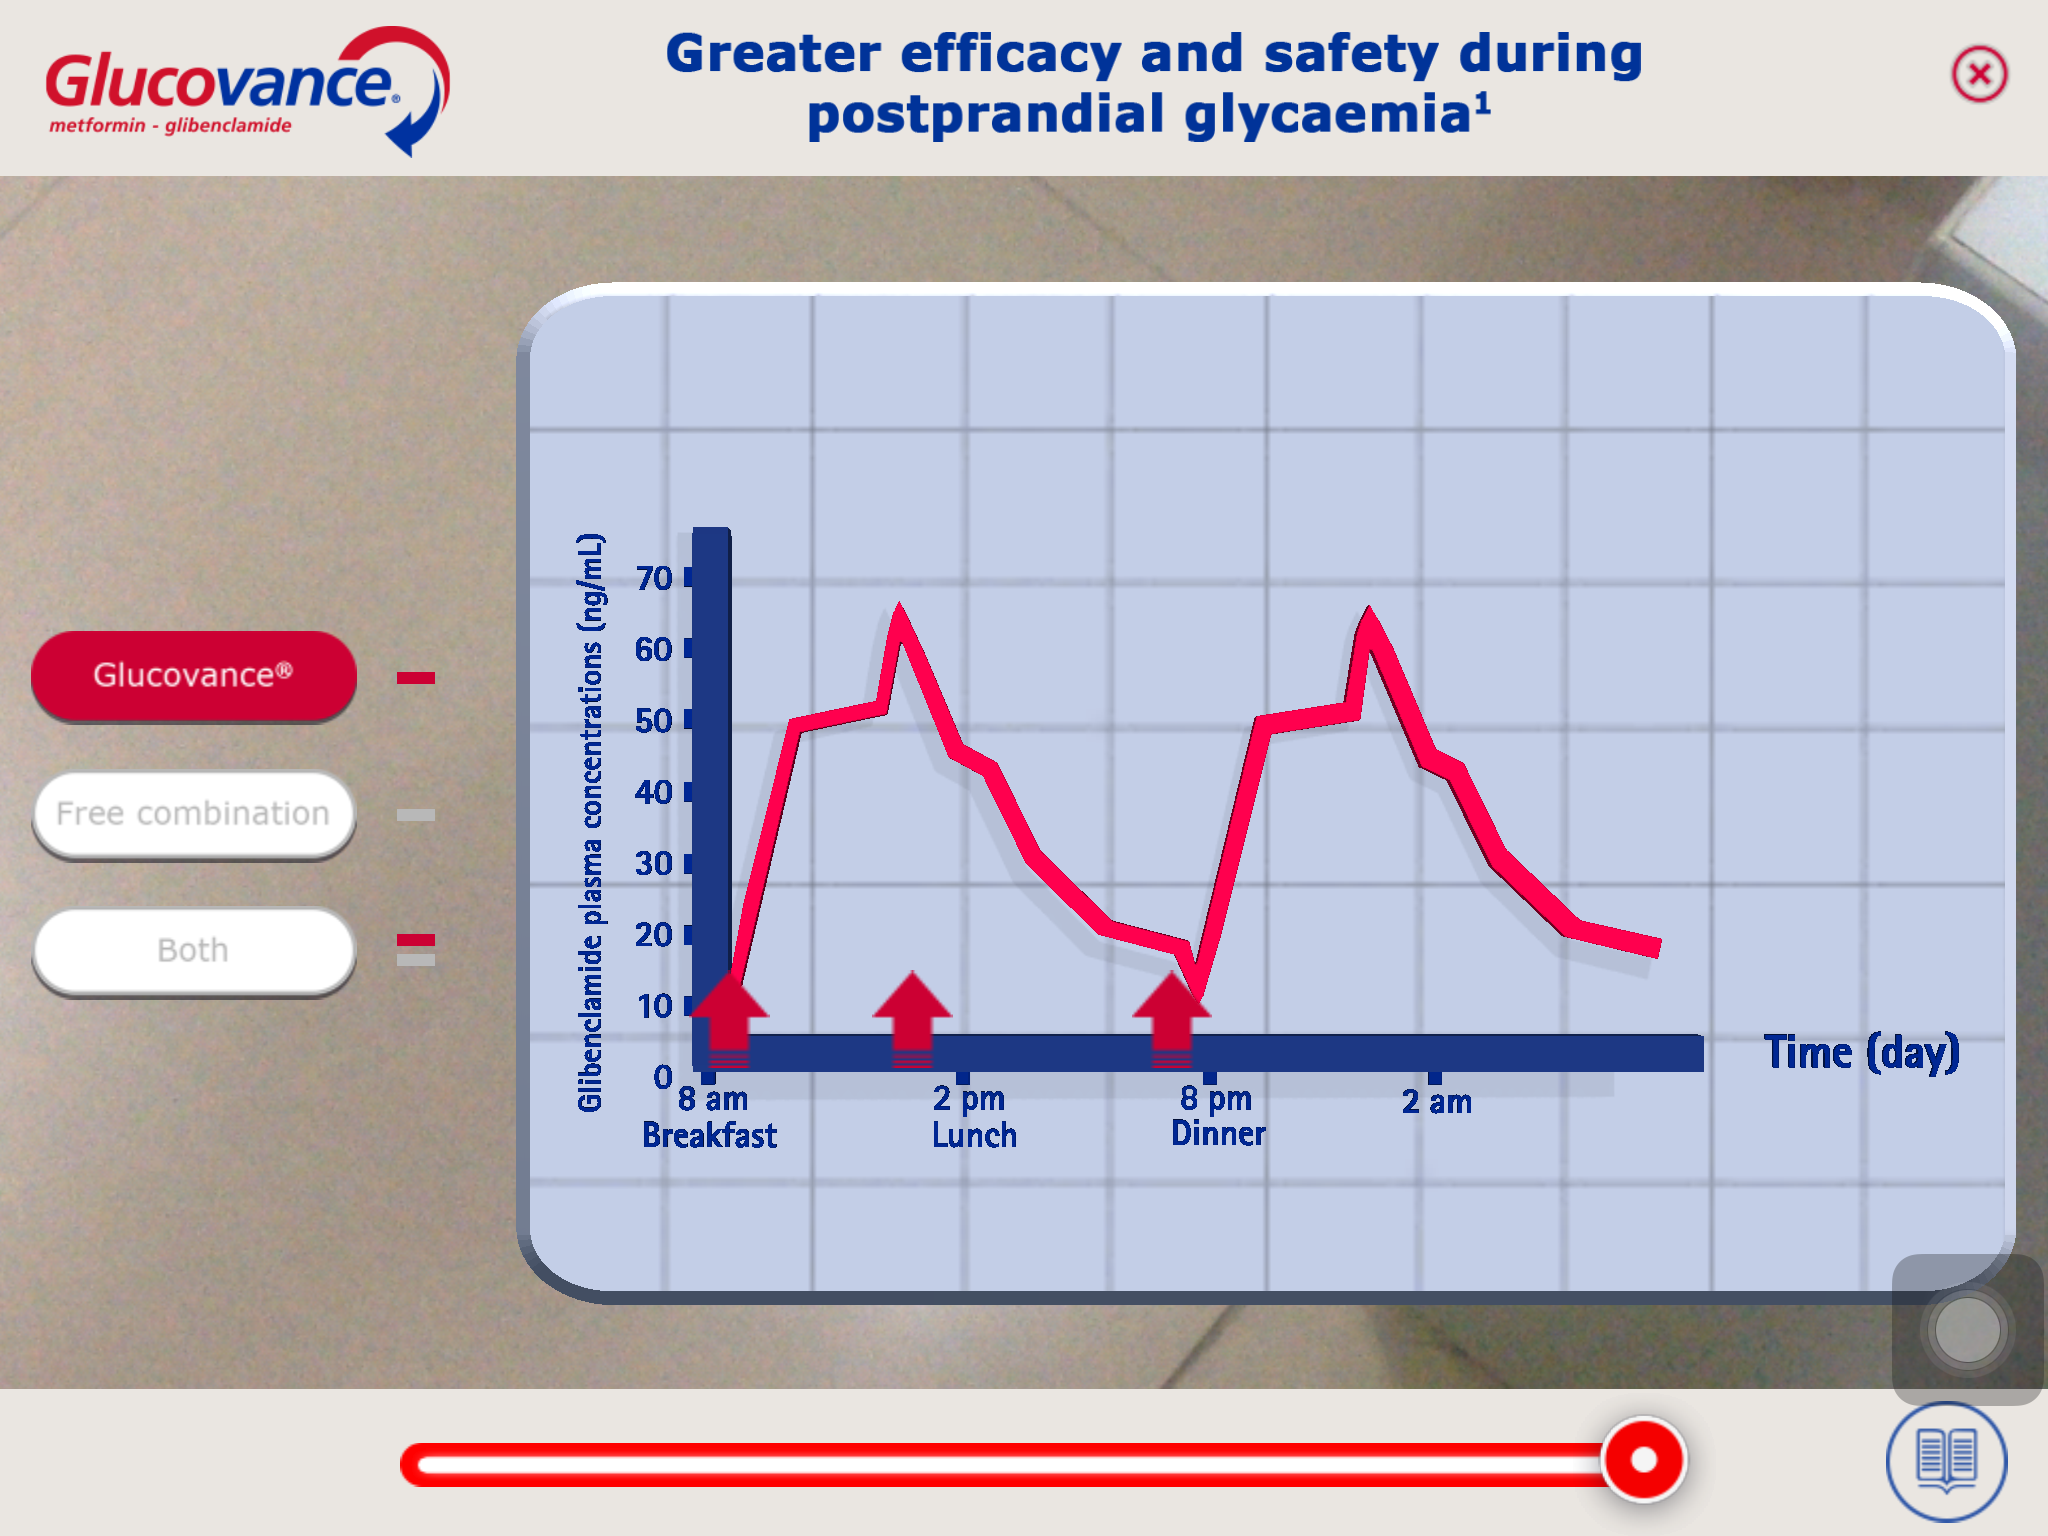 Glucovance®
metformin - glibenclamide
Greater efficacy and safety during
postprandial glycaemia¹
Glucovance®
Free combination
Both
Glibenclamide plasma concentrations (ng/mL)
70
60
50
40
30
20
10
0
8 am
Breakfast
2 pm
Lunch
8 pm
Dinner
2 am
Time (day)